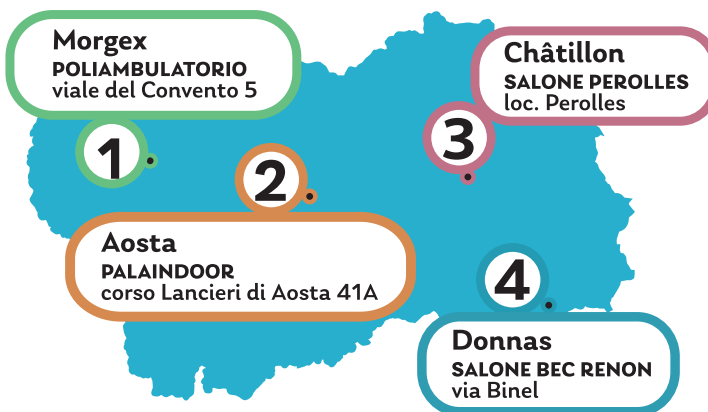 Morgex
POLIAMBULATORIO
viale del Convento 5
1
2
Aosta
PALAINDOOR
corso Lancieri di Aosta 41A
3
Châtillon
SALONE PEROLLES
loc. Perolles
4
Donnas
SALONE BEC RENON
via Binel